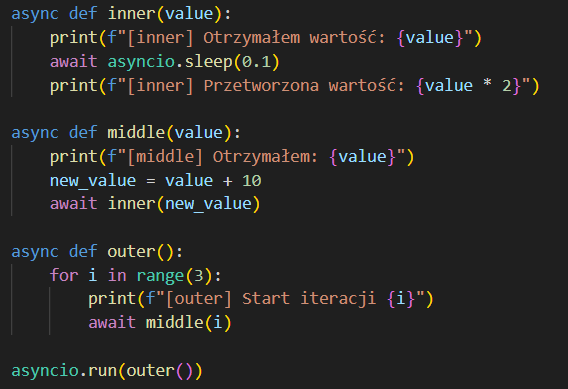 async def inner(value):
    print(f"[inner] Otrzymałem wartość: {value}")
    await asyncio.sleep(0.1)
    print(f"[inner] Przetworzona wartość: {value * 2}")

async def middle(value):
    print(f"[middle] Otrzymałem: {value}")
    new_value = value + 10
    await inner(new_value)

async def outer():
    for i in range(3):
        print(f"[outer] Start iteracji {i}")
        await middle(i)

asyncio.run(outer())